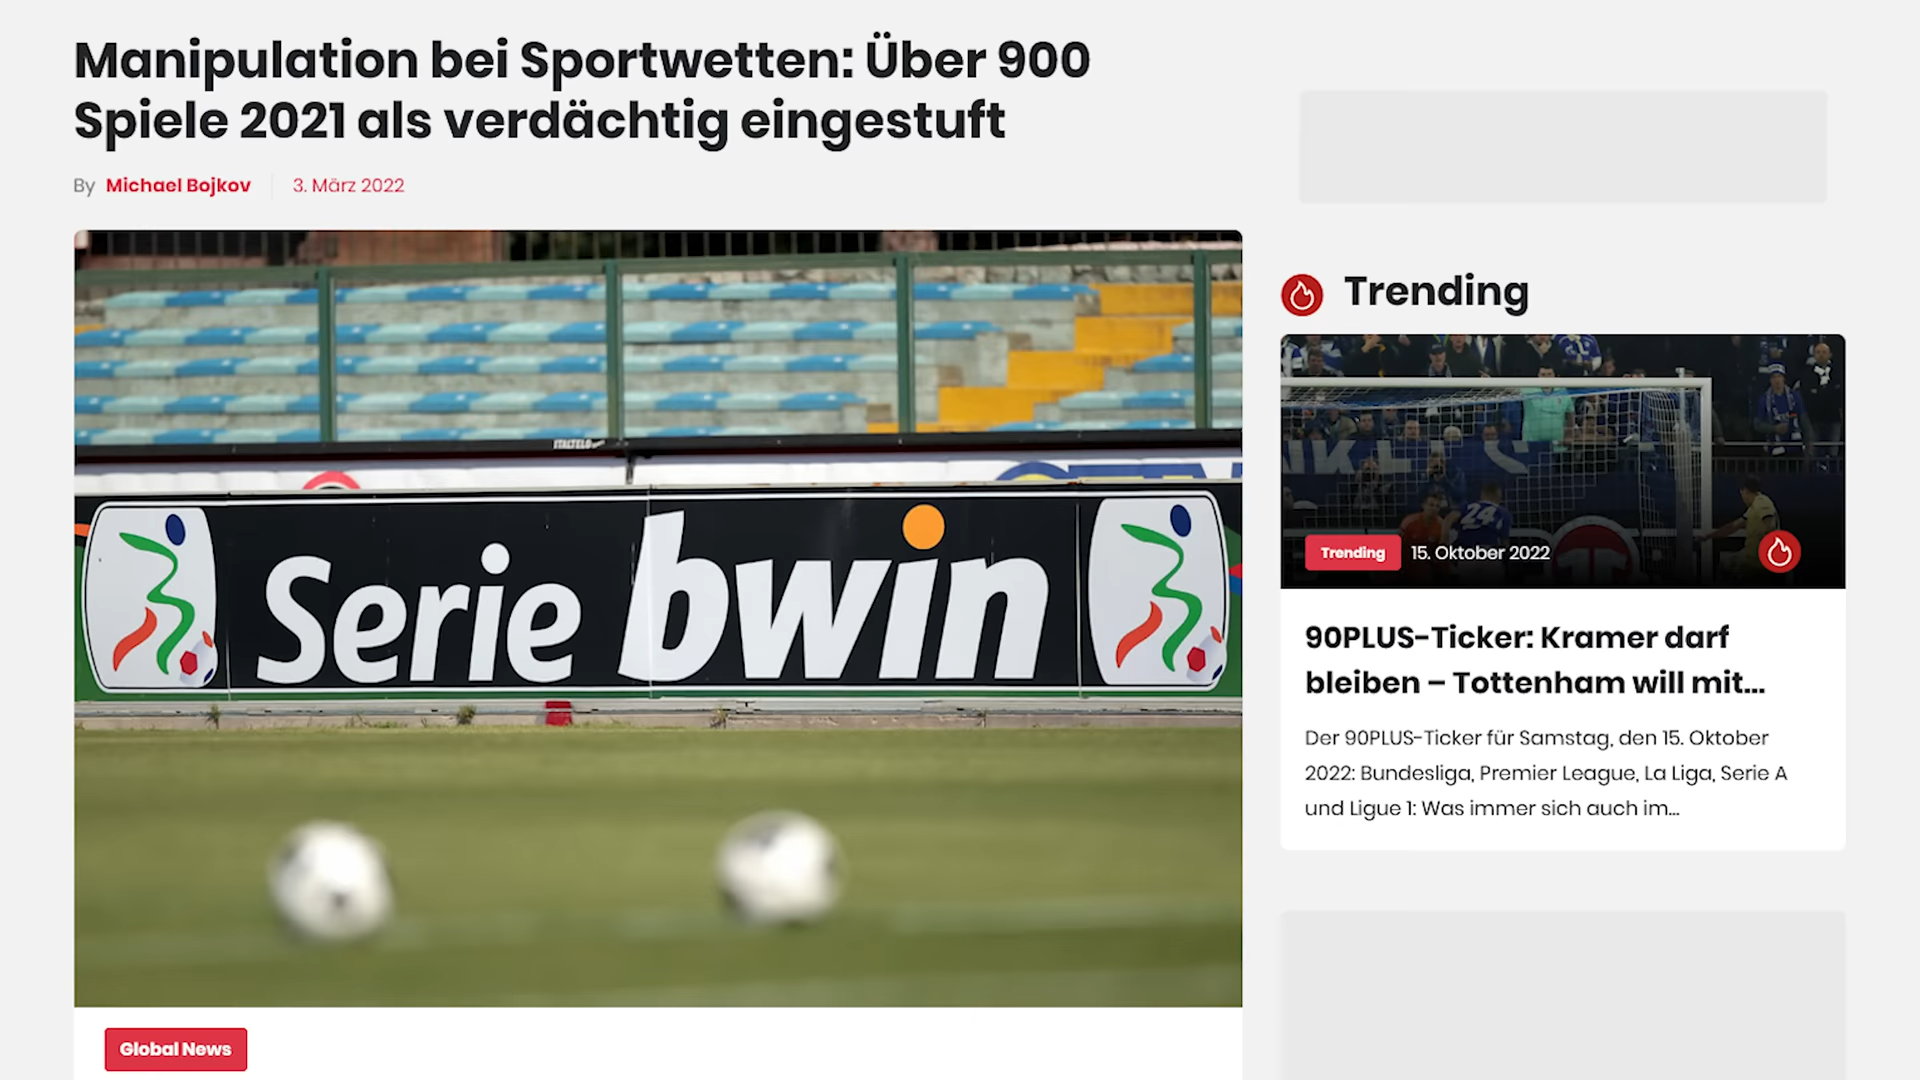 Manipulation bei Sportwetten: Über 900
Spiele 2021 als verdächtig eingestuft
By Michael Bojkov
3. März 2022
ITALTELO
Serie bwin
Global News
Trending
24
Trending
15. Oktober 2022
90PLUS-Ticker: Kramer darf
bleiben – Tottenham will mit...
Der 90PLUS-Ticker für Samstag, den 15. Oktober
2022: Bundesliga, Premier League, La Liga, Serie A
und Ligue 1: Was immer sich auch im...